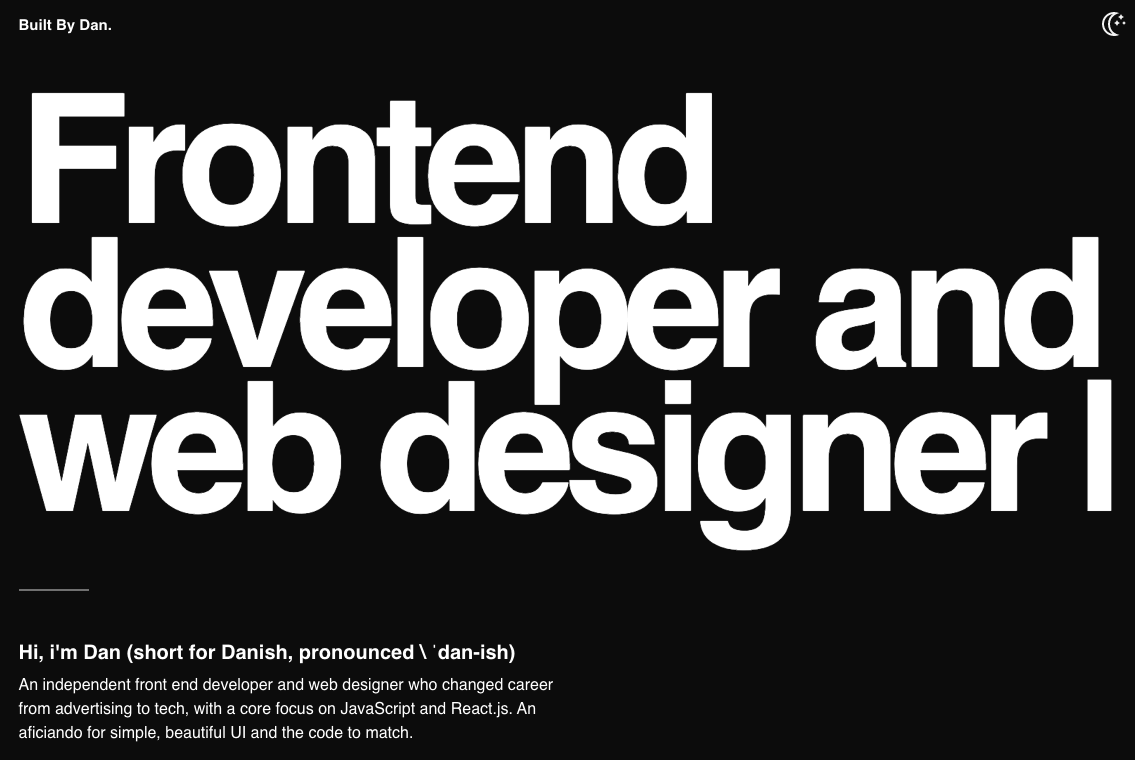 Built By Dan.
Frontend
developer and
web designer l
Hi, i'm Dan (short for Danish, pronounced \ ˈdan-ish)
An independent front end developer and web designer who changed career
from advertising to tech, with a core focus on JavaScript and React.js. An
aficiando for simple, beautiful UI and the code to match.